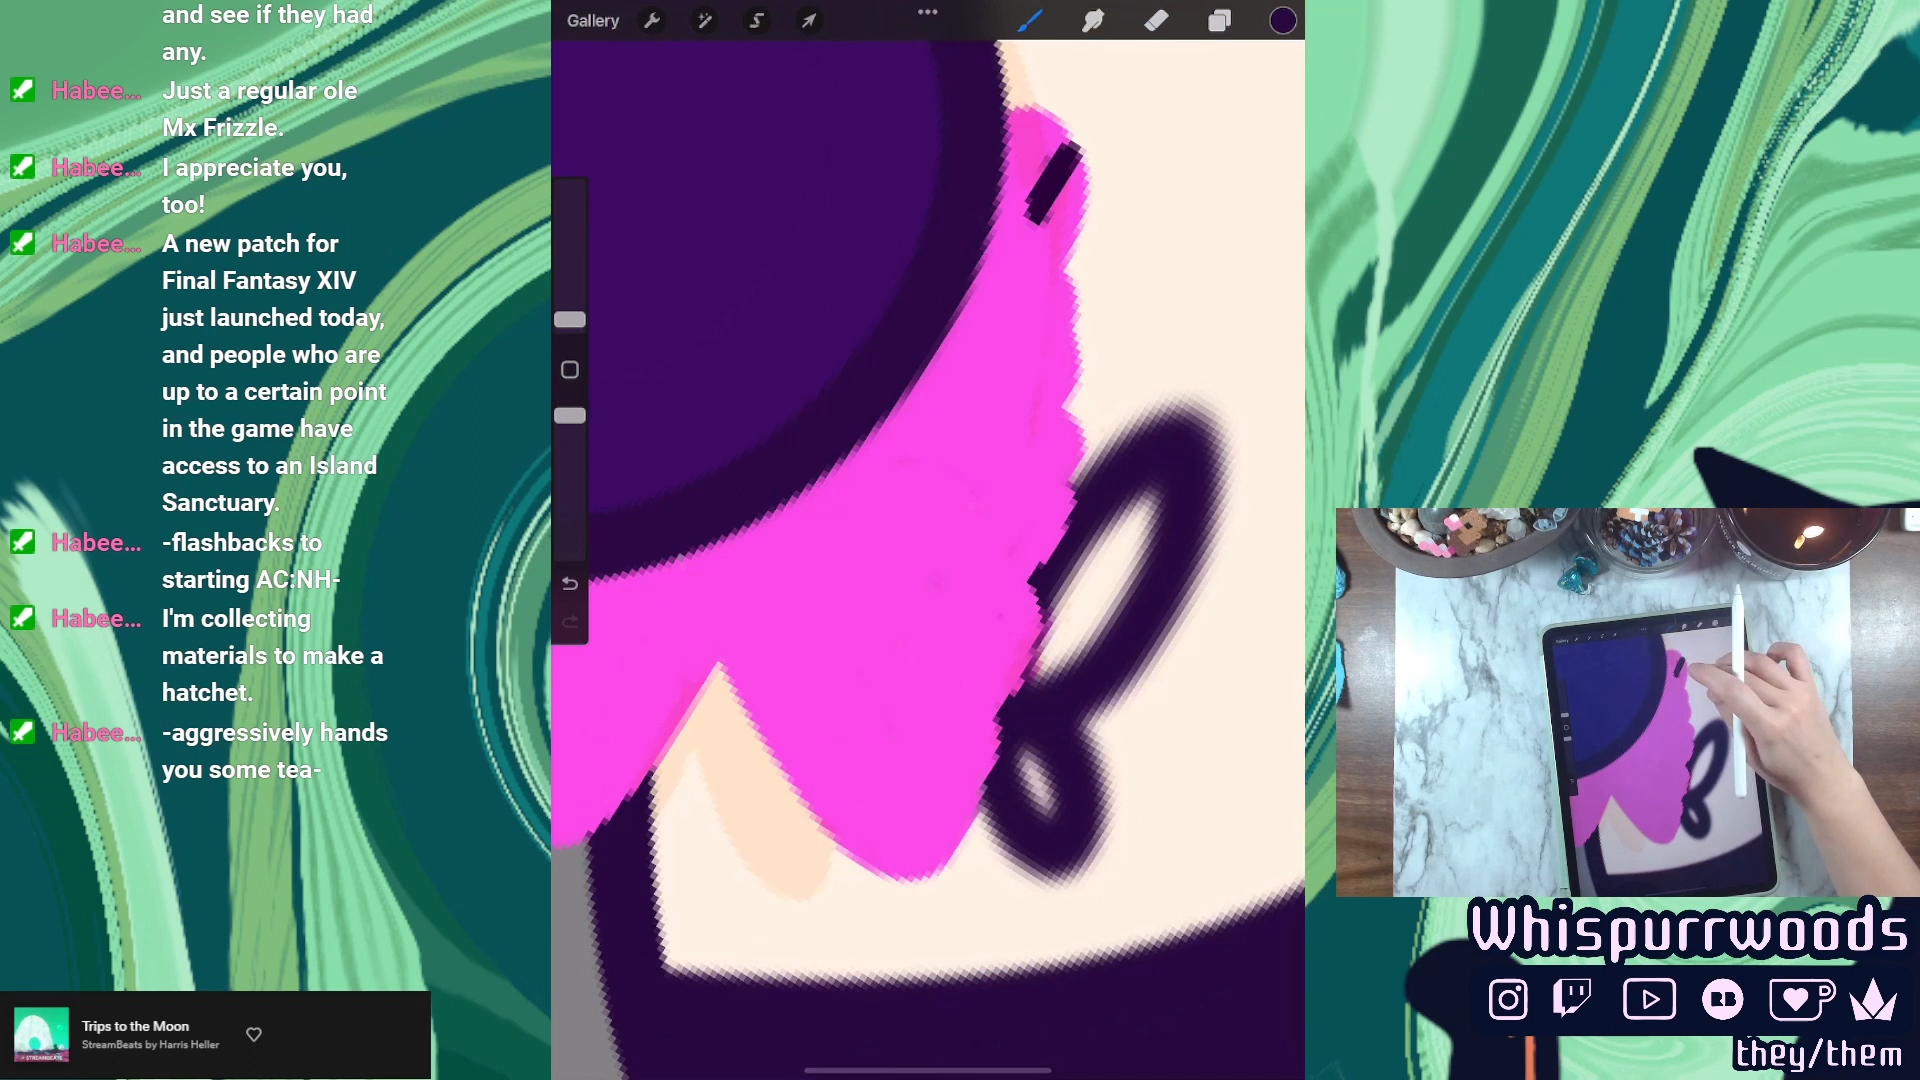 and see if they had
any.
Habee... Just a regular ole
Mx Frizzle.
Habee... I appreciate you,
too!
Habee... A new patch for
Final Fantasy XIV
just launched today,
and people who are
up to a certain point
in the game have
access to an Island
Sanctuary.
Habee... -flashbacks to
starting AC:NH-
Habee... I'm collecting
materials to make a
hatchet.
Habee... -aggressively hands
you some tea-
Trips to the Moon
StreamBeats by Harris Heller
Gallery
Whispurrwoods
RB
they/them